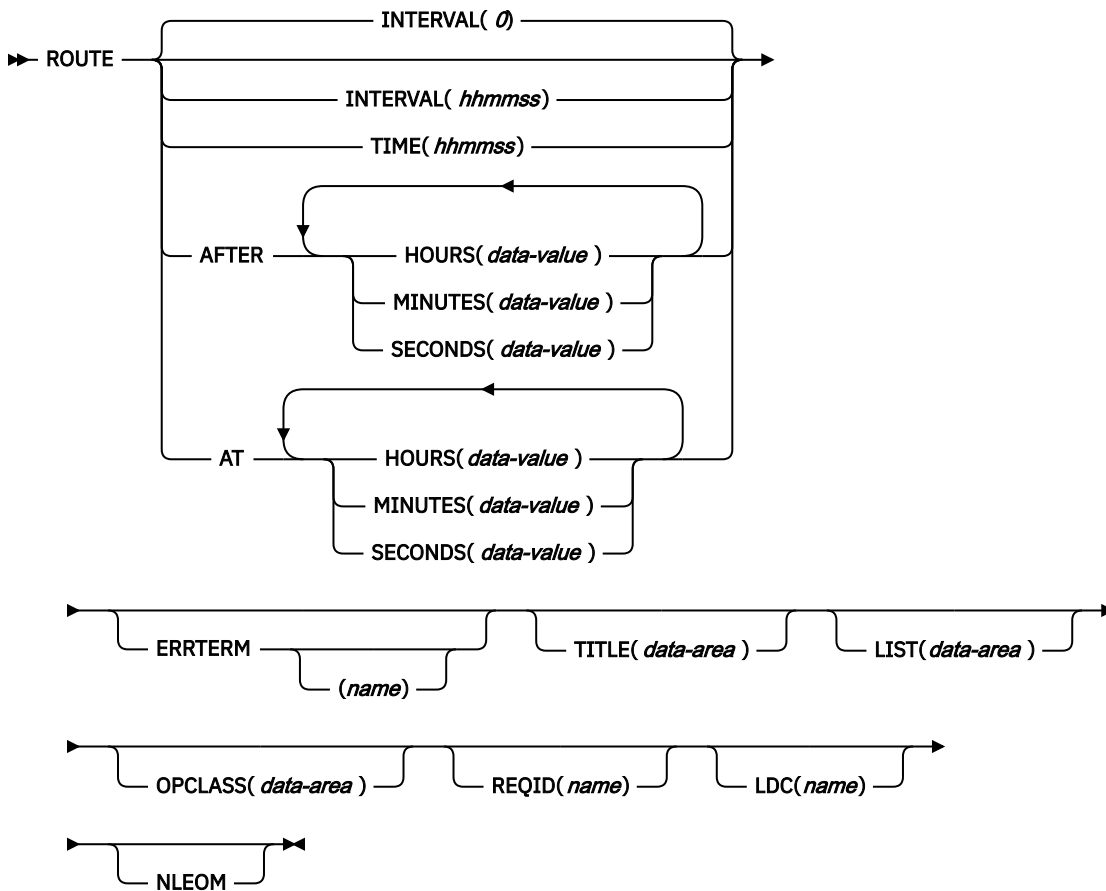 INTERVAL( 0)
ROUTE
INTERVAL( hhmmss)
TIME( hhmmss)
AFTER HOURS( data-value )
MINUTES( data-value )
SECONDS( data-value )
AT HOURS( data-value )
MINUTES( data-value )
SECONDS( data-value )
ERRTERM TITLE( data-area ) LIST( data-area )
(name)
OPCLASS( data-area ) REQID( name) LDC( name)
NLEOM